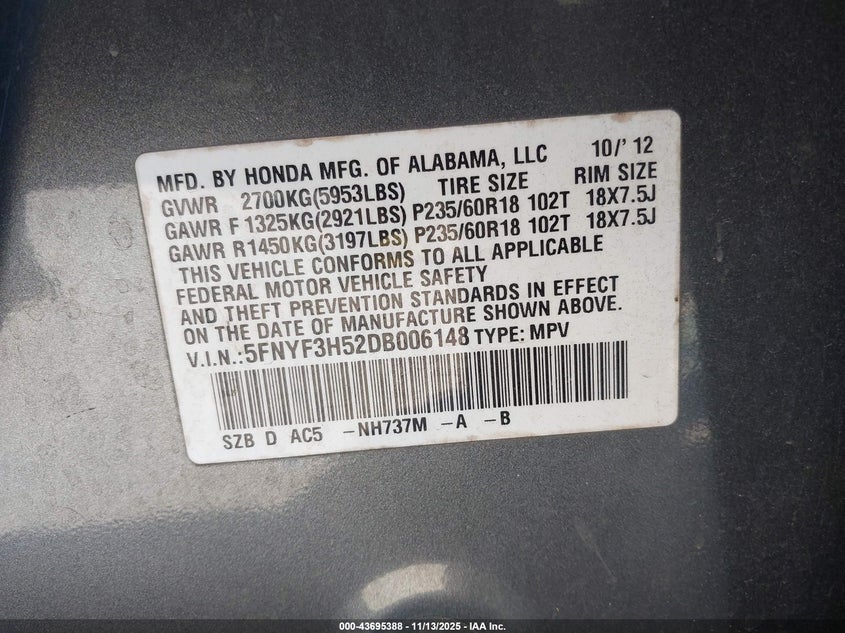 MFD. BY HONDA MFG. OF ALABAMA, LLC 10/' 12
GVWR 2700KG(5953LBS) TIRE SIZE RIM SIZE
GAWR F 1325KG(2921LBS) P235/60R18 102T 18X7.5J
GAWR R1450KG(3197LBS) P235/60R18 102T 18X7.5J
THIS VEHICLE CONFORMS TO ALL APPLICABLE
FEDERAL MOTOR VEHICLE SAFETY
AND THEFT PREVENTION STANDARDS IN EFFECT
ON THE DATE OF MANUFACTURE SHOWN ABOVE.
V.I.N.:5FNYF3H52DB006148 TYPE: MPV
SZB D AC5 -NH737M -A -B
000-43695388 - 11/13/2025 - IAA Inc.